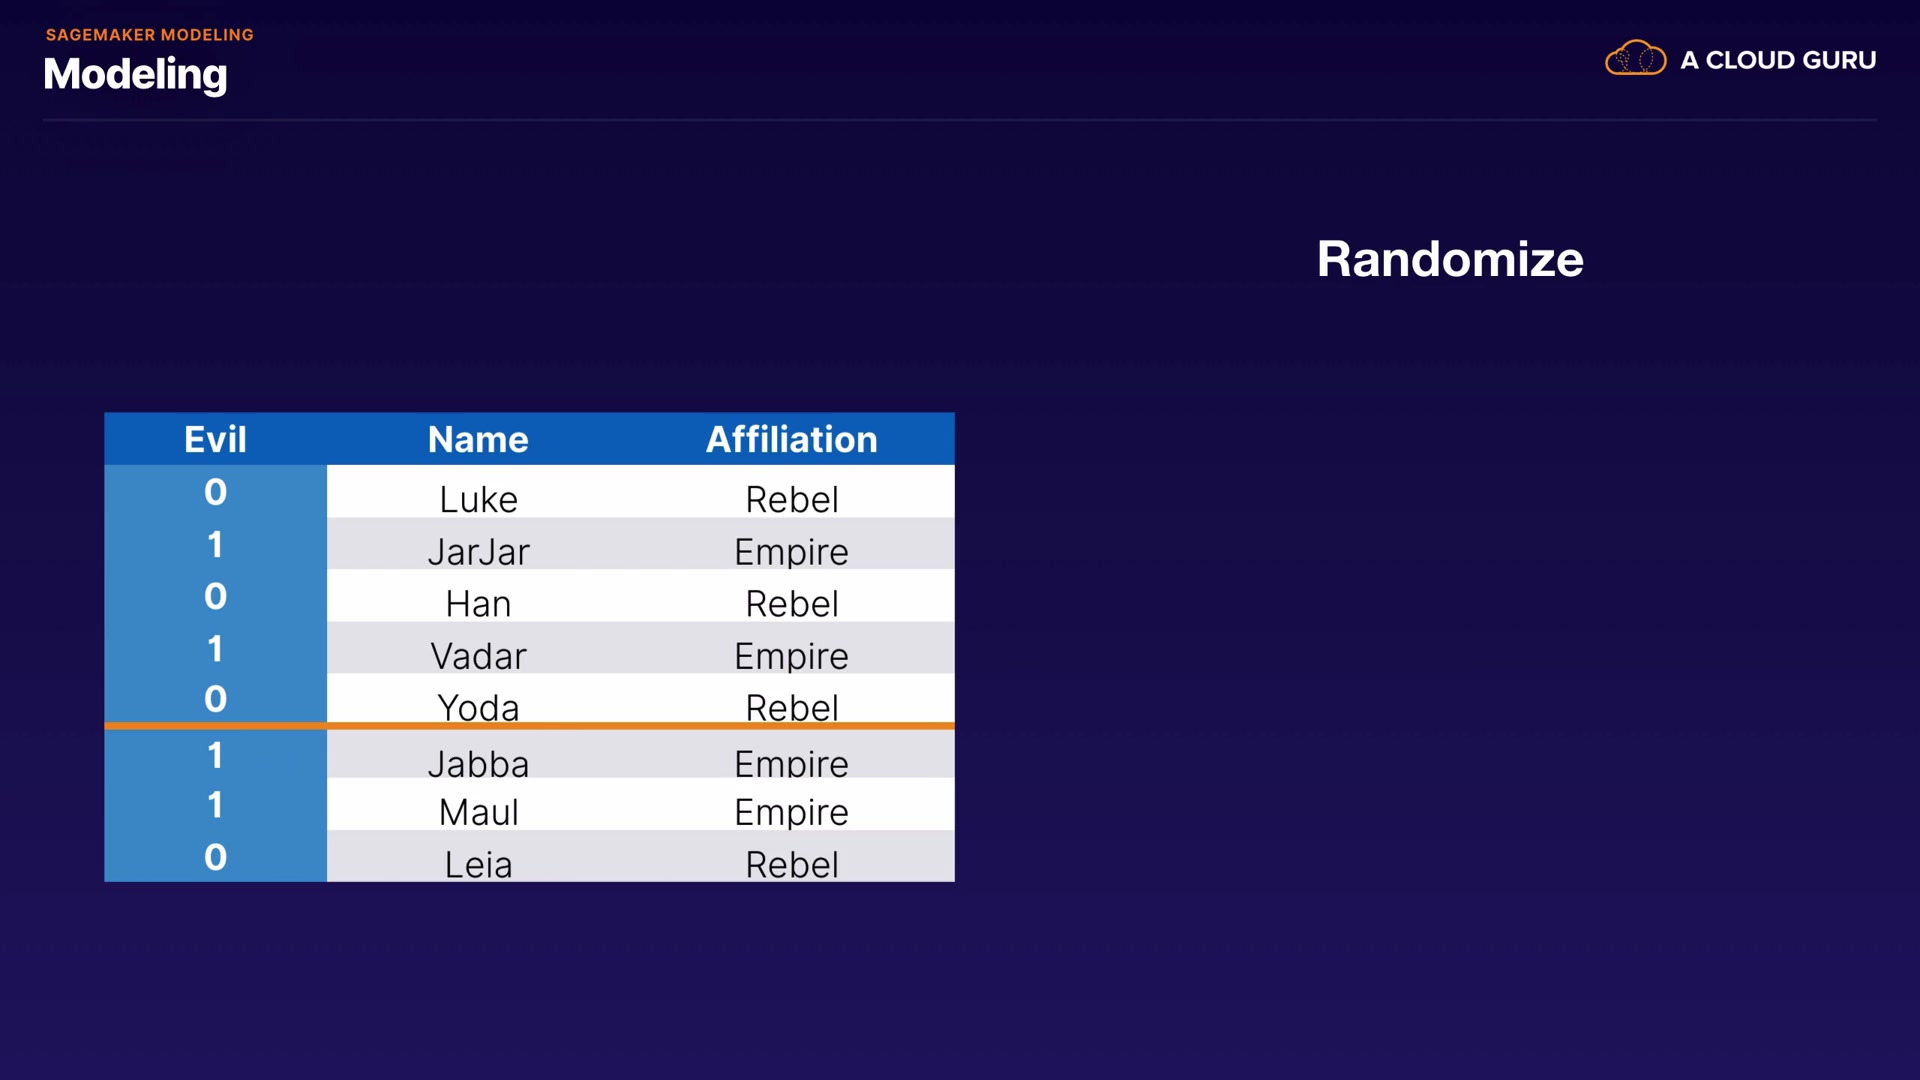 SAGEMAKER MODELING
Modeling
A CLOUD GURU
Randomize
Evil Name Affiliation
0 Luke Rebel
1 JarJar Empire
0 Han Rebel
1 Vadar Empire
0 Yoda Rebel
1 Jabba Empire
1 Maul Empire
0 Leia Rebel